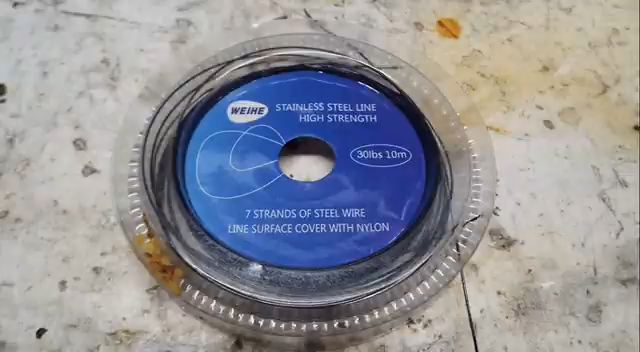 WEIHE
STAINLESS STEEL LINE
HIGH STRENGTH
30lbs 10m
7 STRANDS OF STEEL WIRE
LINE SURFACE COVER WITH NYLON